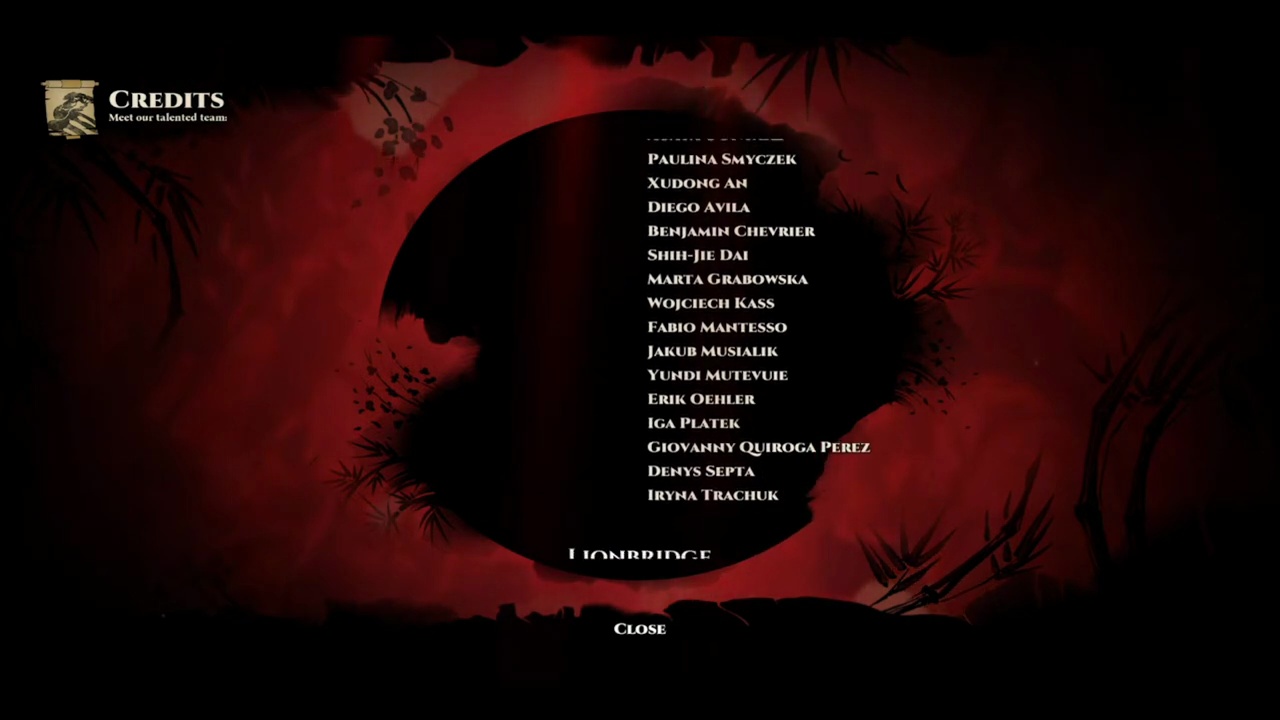 Credits
Meet our talented teams
Paulina Smyczek
Xudong An
Diego Avila
Benjamin Chevrier
Shih-Jie Dai
Marta Grabowska
Wojciech Kass
Fabio Mantesso
Jakub Musialik
Yundi Mutevuie
Erik Oehler
Iga Platek
Giovanny Quiroga Perez
Denys Septa
Iryna Trachuk
Lionbridge
Close